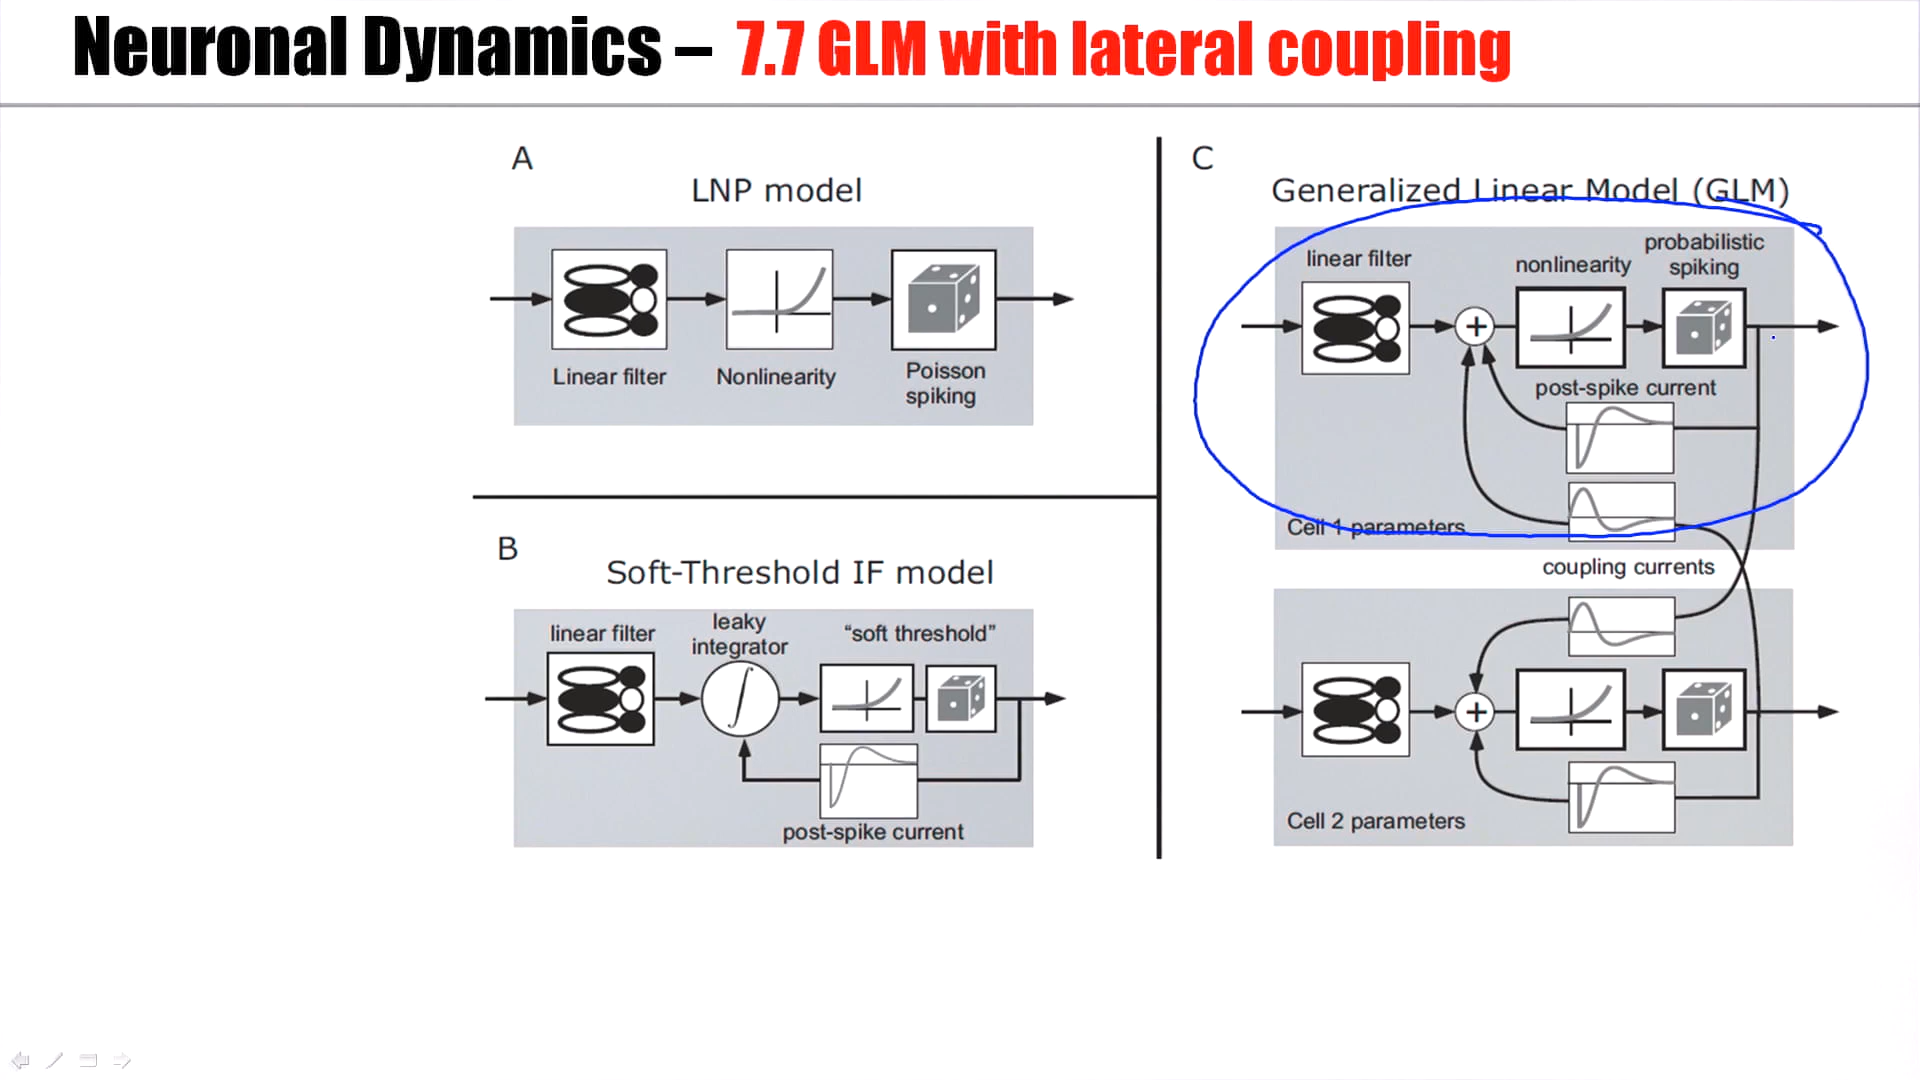 Neuronal Dynamics – 7.7 GLM with lateral coupling
A
LNP model
Linear filter
Nonlinearity
Poisson
spiking
B
Soft-Threshold IF model
linear filter
leaky
integrator
“soft threshold”
post-spike current
C
Generalized Linear Model (GLM)
linear filter
nonlinearity
probabilistic
spiking
+
post-spike current
Cell 1 parameters
coupling currents
+
Cell 2 parameters